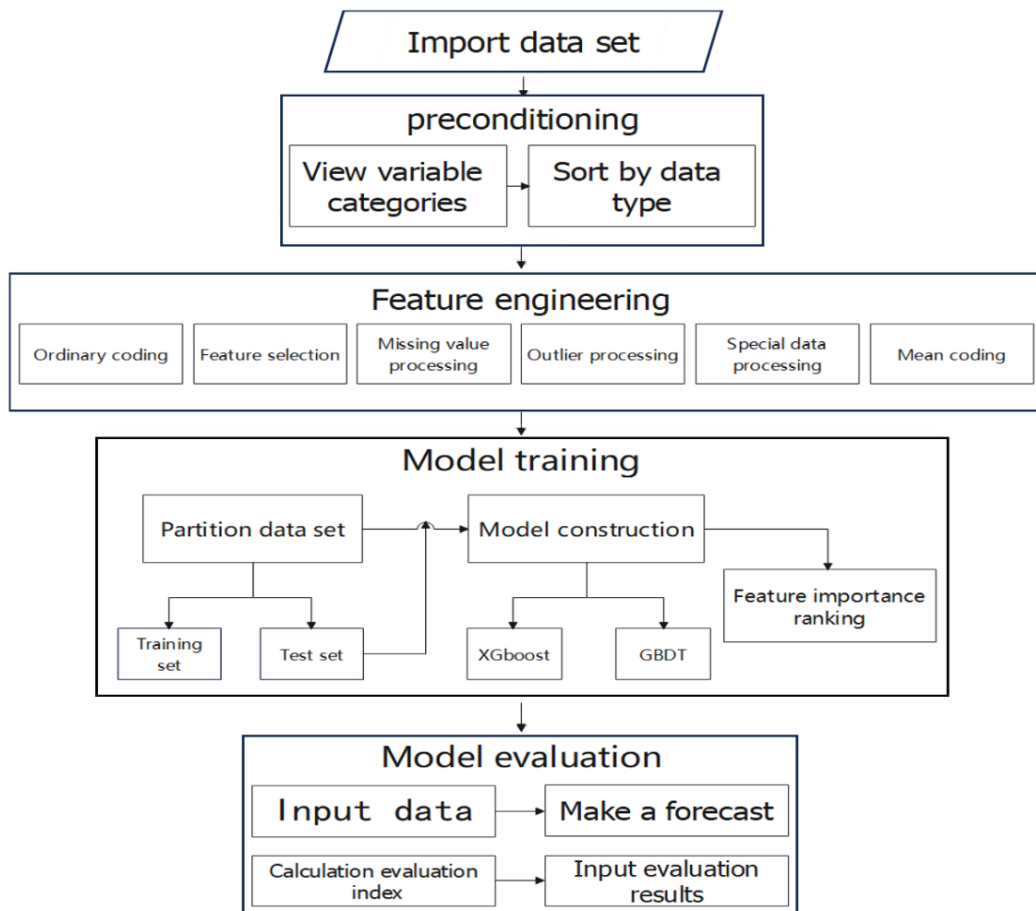 Import data set
preconditioning
View variable
categories
Sort by data
type
Feature engineering
Ordinary coding
Feature selection
Missing value
processing
Outlier processing
Special data
processing
Mean coding
Model training
Partition data set
Model construction
Feature importance
ranking
Training
set
Test set
XGboost
GBDT
Model evaluation
Input data
Make a forecast
Calculation evaluation
index
Input evaluation
results